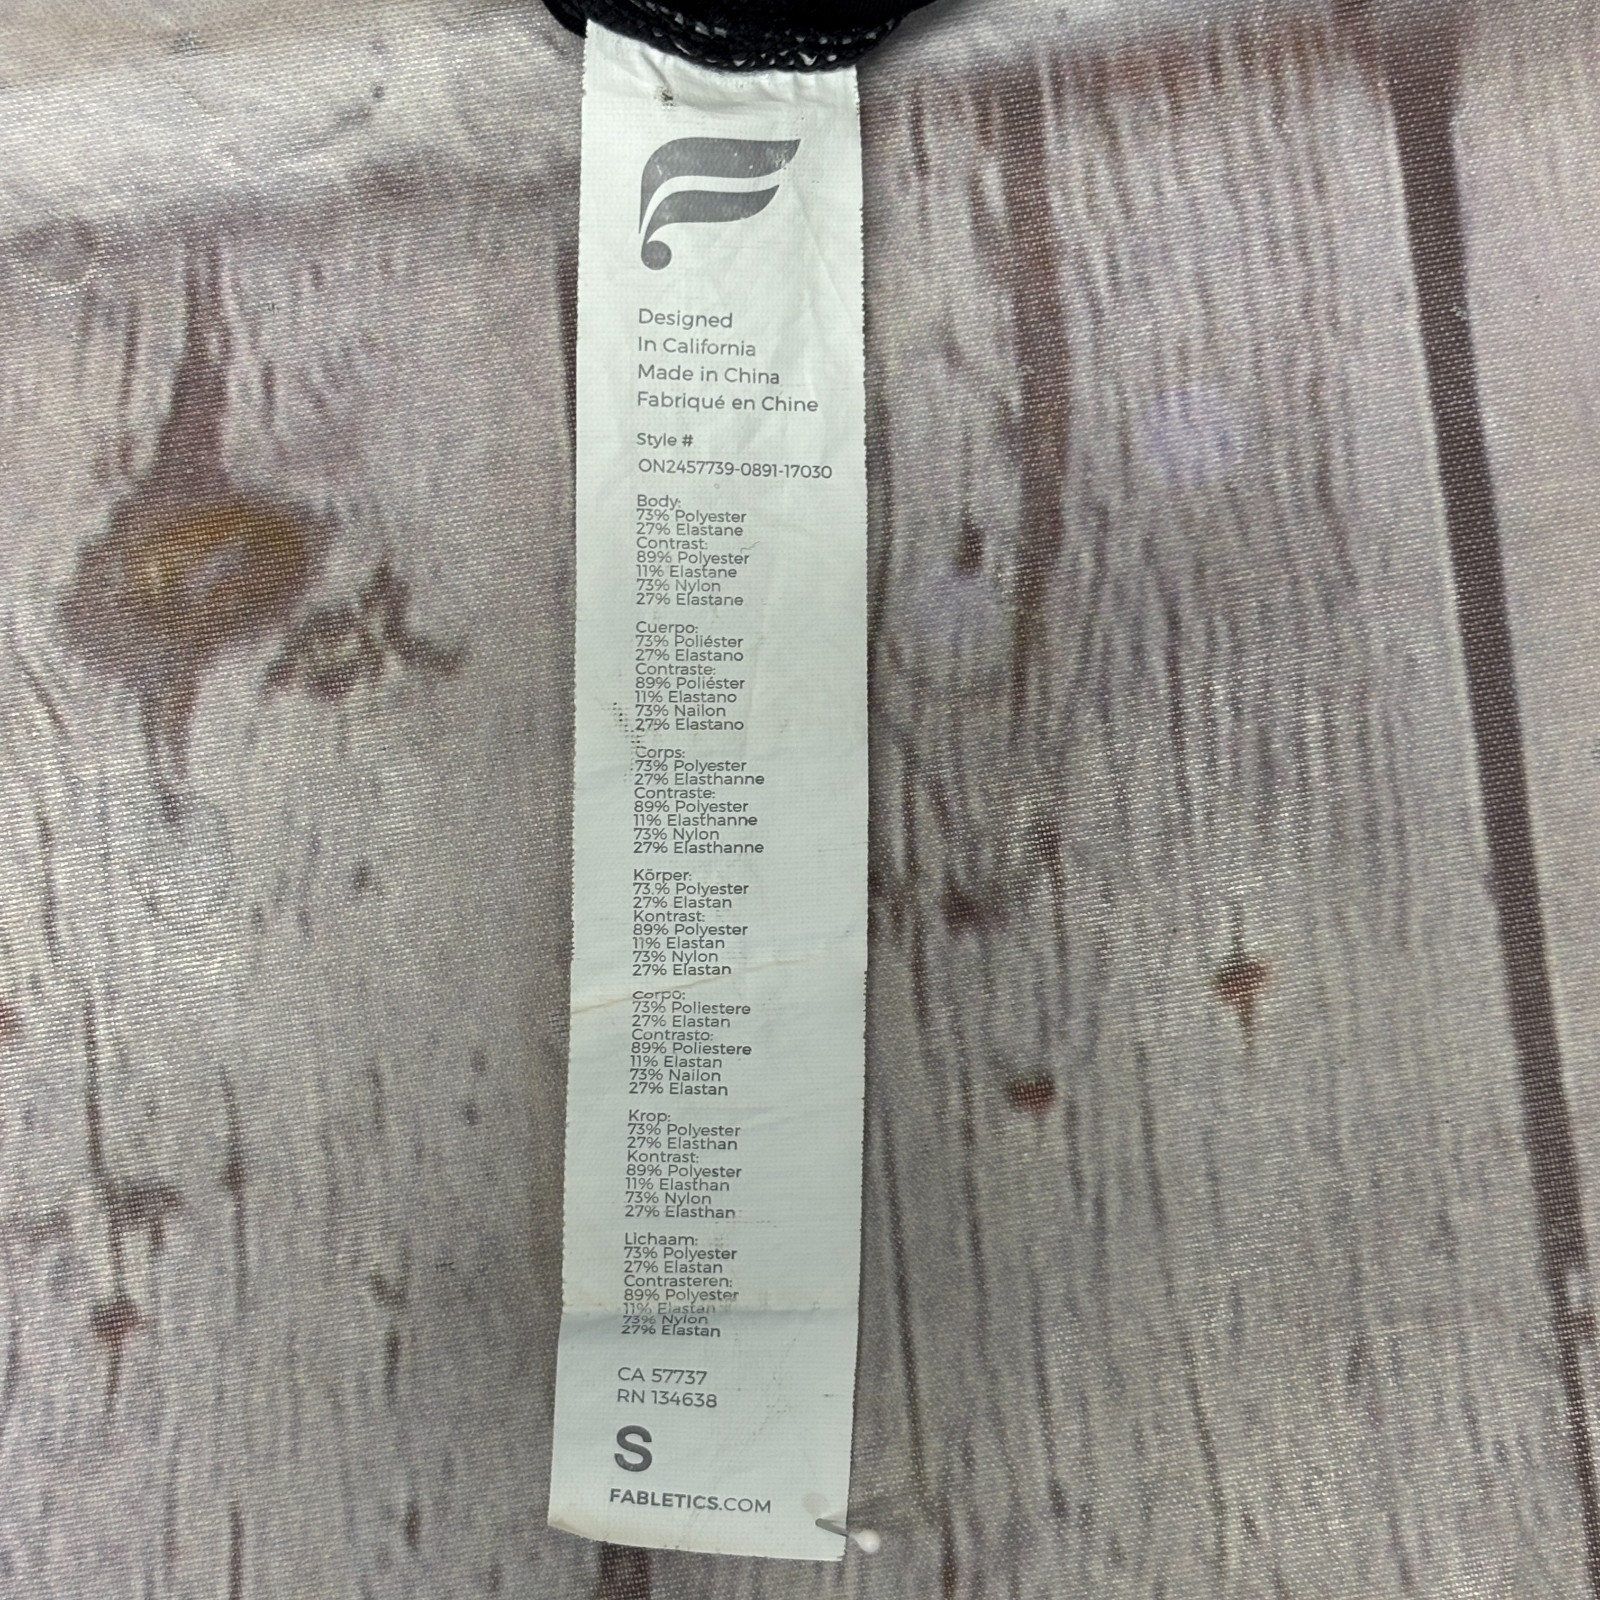 Designed
In California
Made in China
Fabriqué en Chine
Style #
ON2457739-0891-17030
Body:
73% Polyester
27% Elastane
Contrast:
89% Polyester
11% Elastane
73% Nylon
27% Elastane
Cuerpo:
73% Poliéster
27% Elastano
Contraste:
89% Poliéster
11% Elastano
73% Nailon
27% Elastano
Corps:
73% Polyester
27% Elasthanne
Contraste:
89% Polyester
11% Elasthanne
73% Nylon
27% Elasthanne
Körper:
73.% Polyester
27% Elastan
Kontrast:
89% Polyester
11% Elastan
73% Nylon
27% Elastan
Corpo:
73% Poliestere
27% Elastan
Contrasto:
89% Poliestere
11% Elastan
73% Nailon
27% Elastan
Krop:
73% Polyester
27% Elasthan
Kontrast:
89% Polyester
11% Elasthan
73% Nylon
27% Elasthan
Lichaam:
73% Polyester
27% Elastan
Contrasteren:
89% Polyester
11% Elastan
73% Nylon
27% Elastan
CA 57737
RN 134638
S
FABLETICS.COM